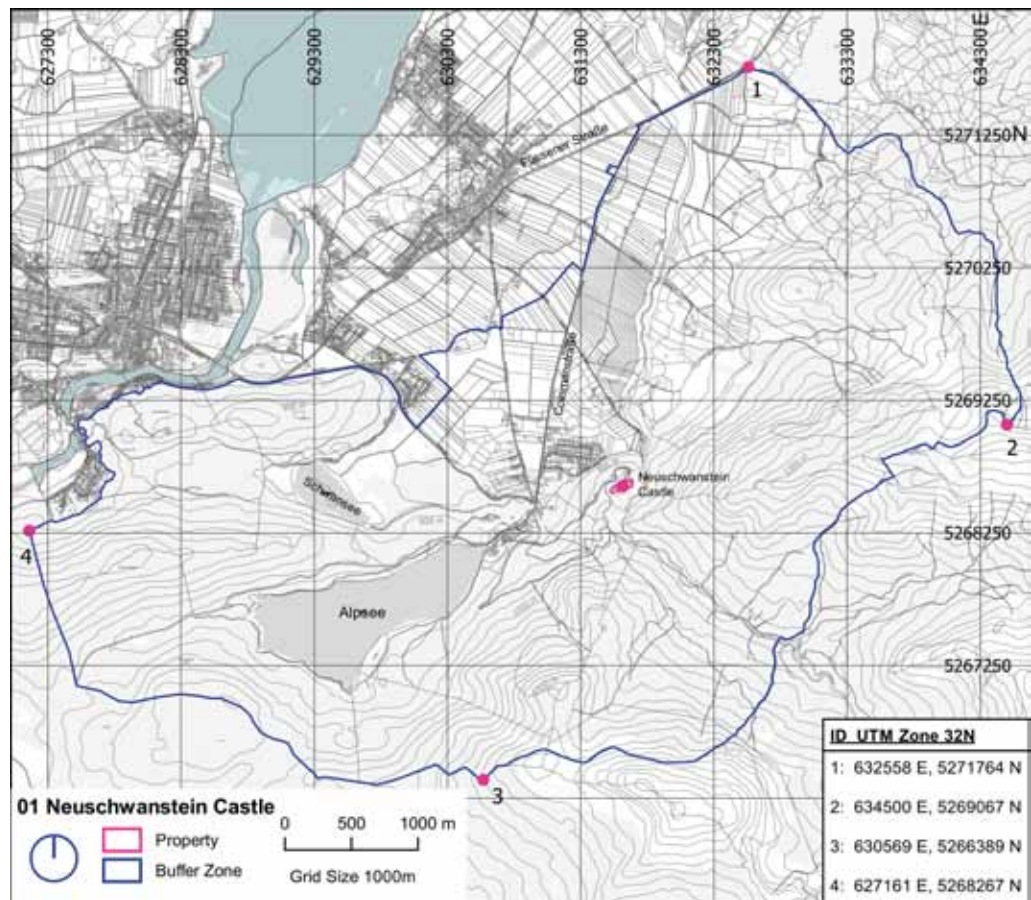 627300
628300
629300
630300
631300
632300
633300
634300 E
1
5271250 N
Füssener Straße
5270250
Colomanstraße
5269250
2
Neuschwanstein
Castle
Schwansee
5268250
4
Alpsee
5267250
3
01 Neuschwanstein Castle
Property
Buffer Zone
0 500 1000 m
Grid Size 1000m
ID UTM Zone 32N
1: 632558 E, 5271764 N
2: 634500 E, 5269067 N
3: 630569 E, 5266389 N
4: 627161 E, 5268267 N